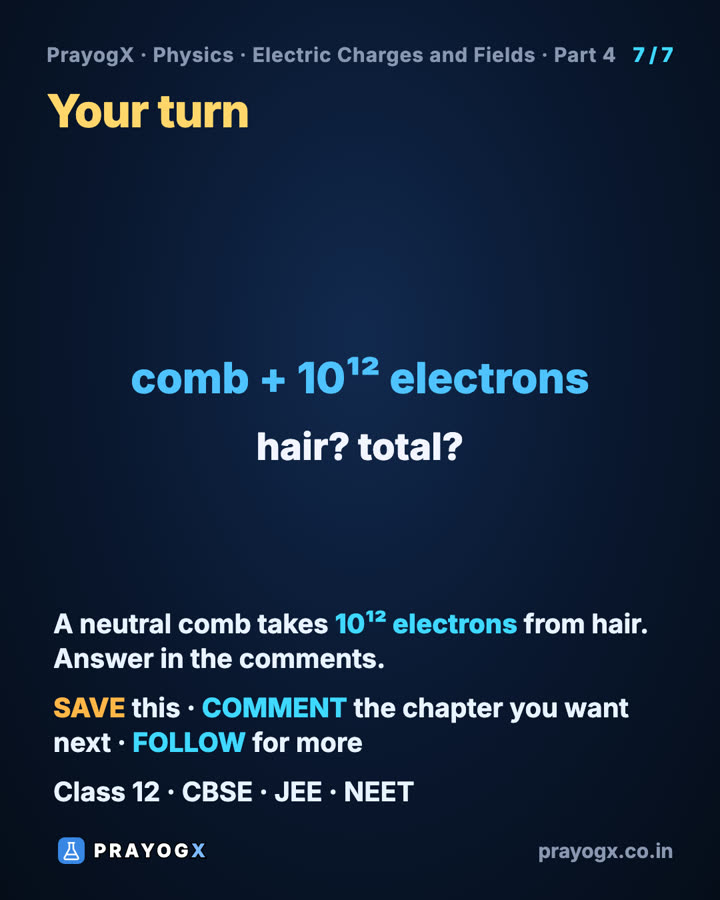 PrayogX · Physics · Electric Charges and Fields · Part 4 7 / 7
Your turn
comb + 10¹² electrons
hair? total?
A neutral comb takes 10¹² electrons from hair.
Answer in the comments.
SAVE this · COMMENT the chapter you want
next · FOLLOW for more
Class 12 · CBSE · JEE · NEET
PRAYOGX prayogx.co.in